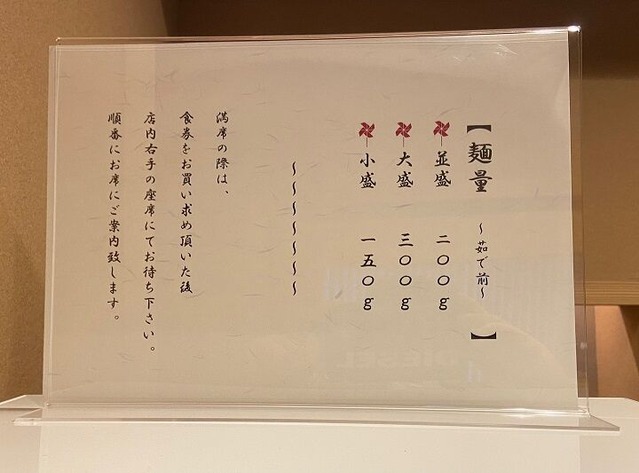 【麺量 ～茹で前～】
並盛 二〇〇g
大盛 三〇〇g
小盛 一五〇g
～～～～～～～～
満席の際は、
食券をお買い求め頂いた後
店内右手の座席にてお待ち下さい。
順番にお席にご案内致します。